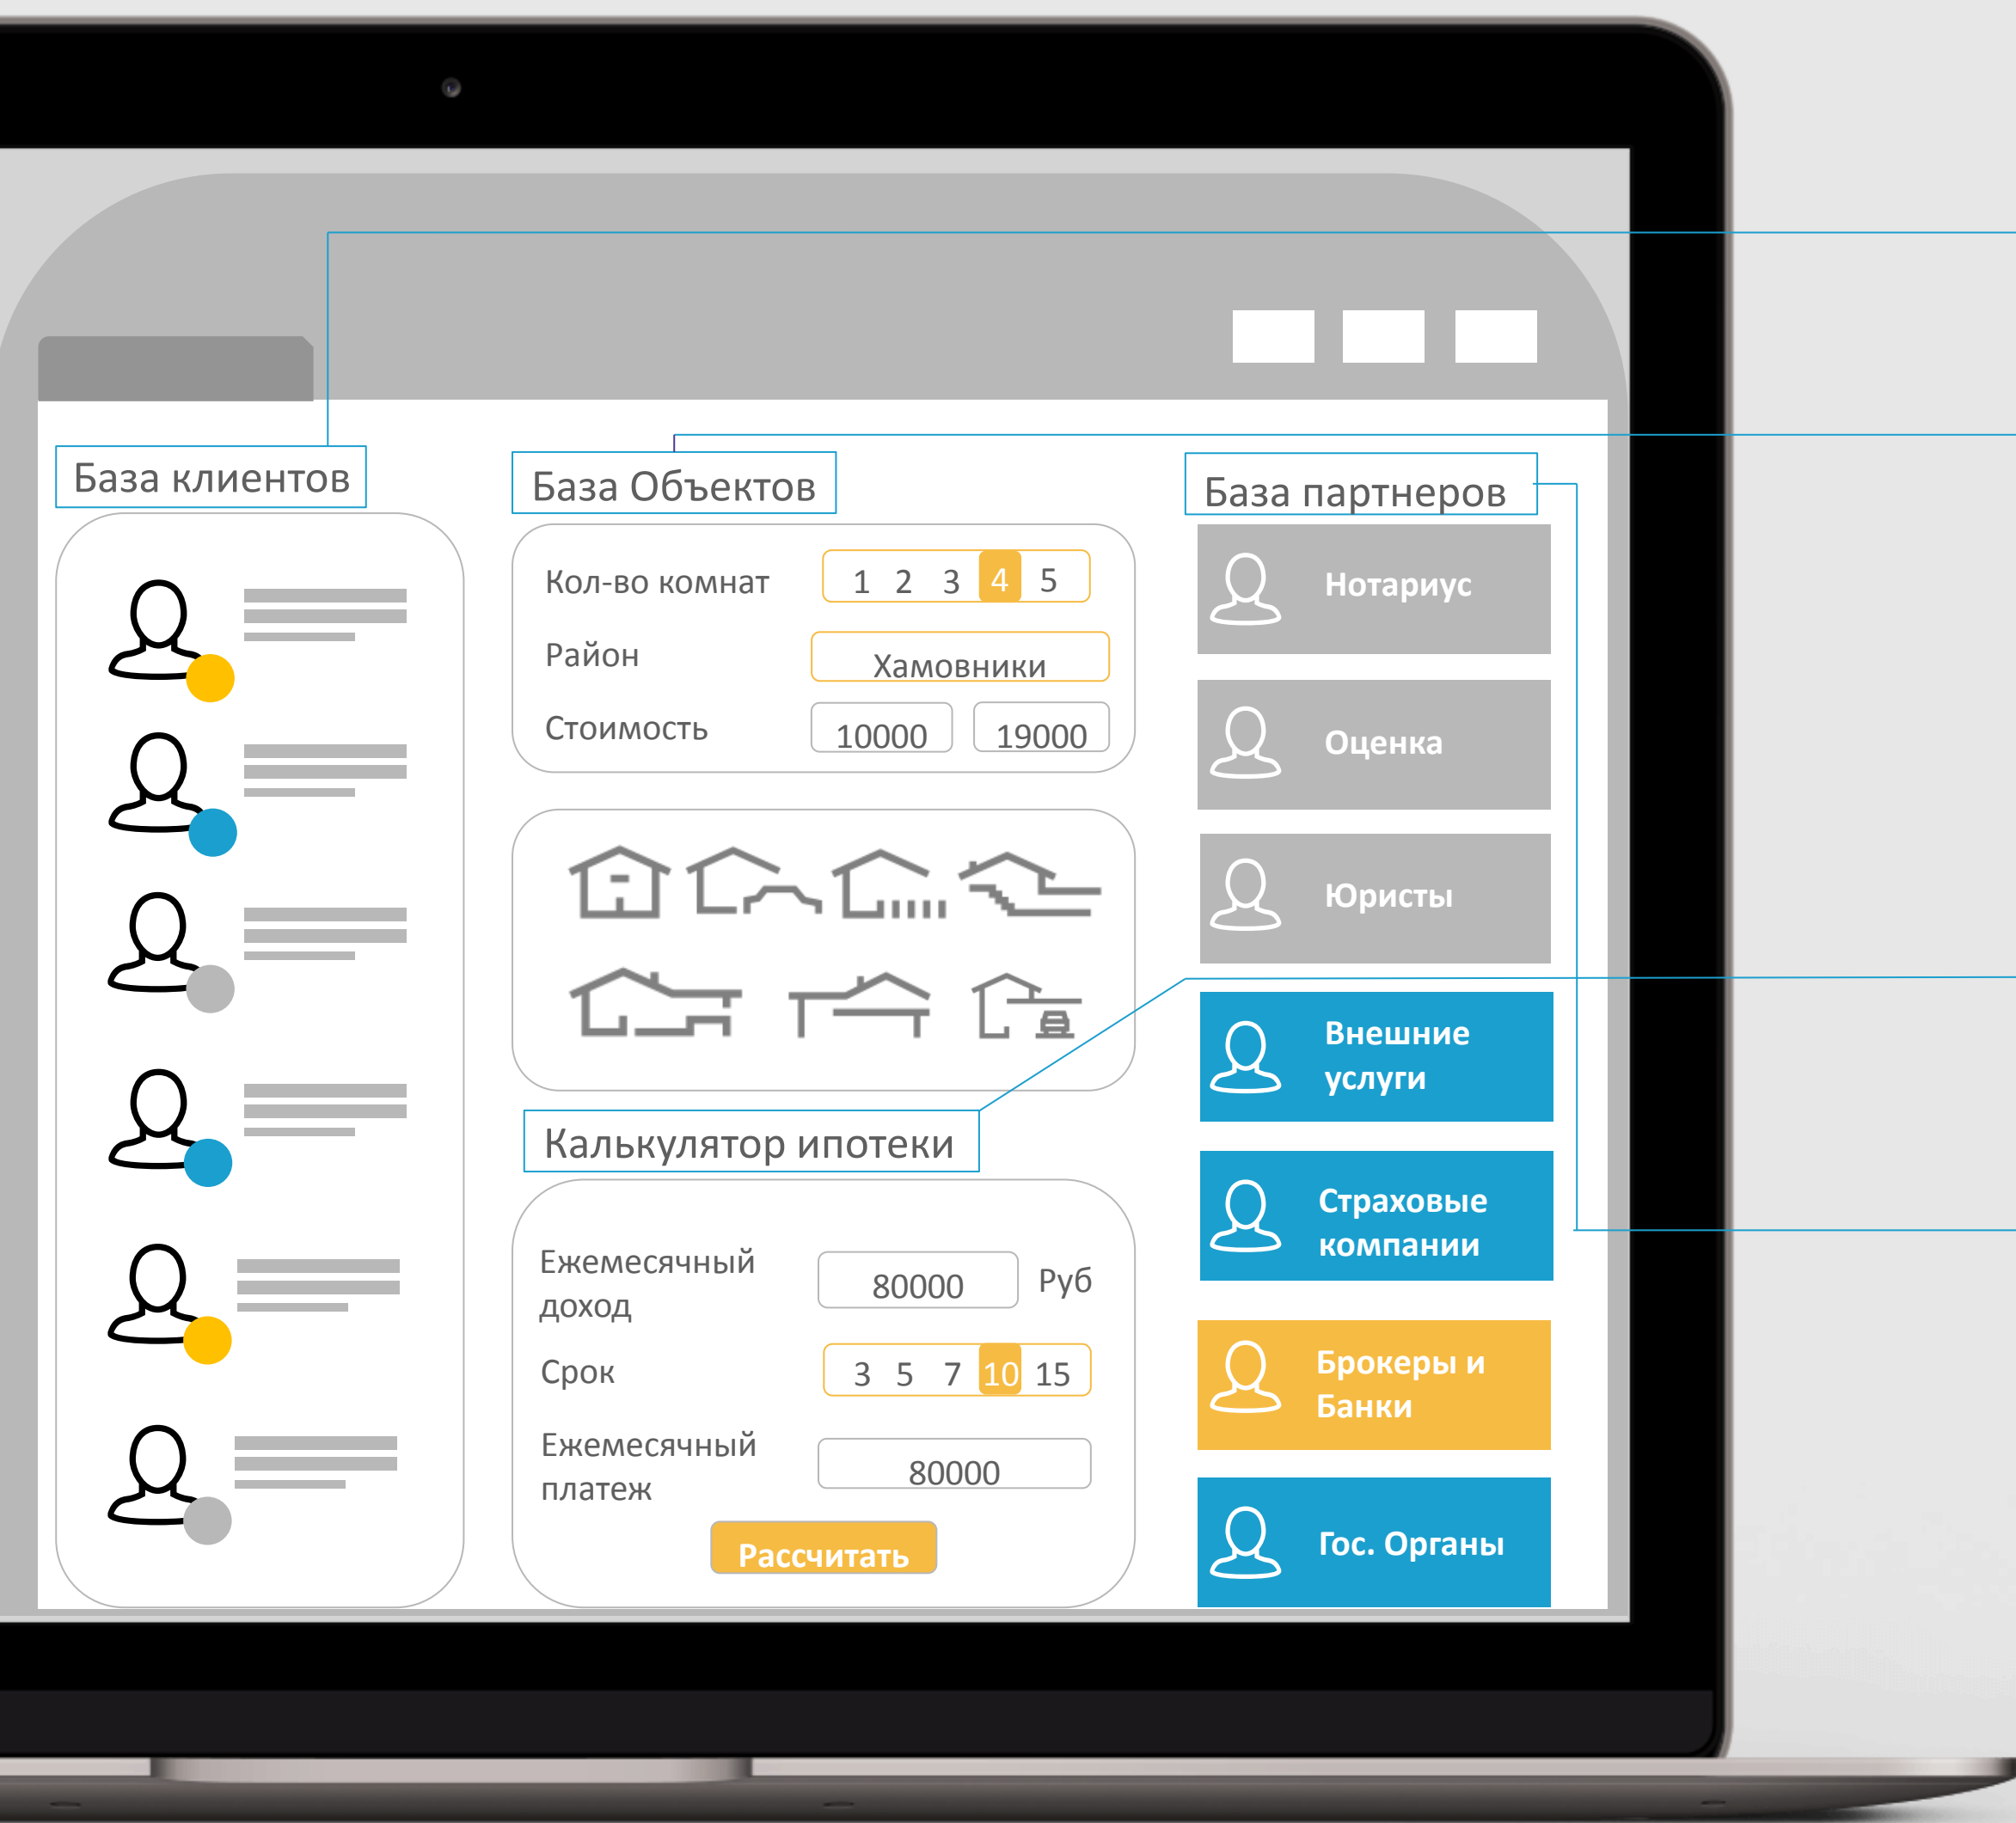 База клиентов
База Объектов
Кол-во комнат 1 2 3 4 5
Район Хамовники
Стоимость 10000 19000
Калькулятор ипотеки
Ежемесячный
доход
80000 Руб
Срок 3 5 7 10 15
Ежемесячный
платеж
80000
Рассчитать
База партнеров
Нотариус
Оценка
Юристы
Внешние
услуги
Страховые
компании
Брокеры и
Банки
Гос. Органы